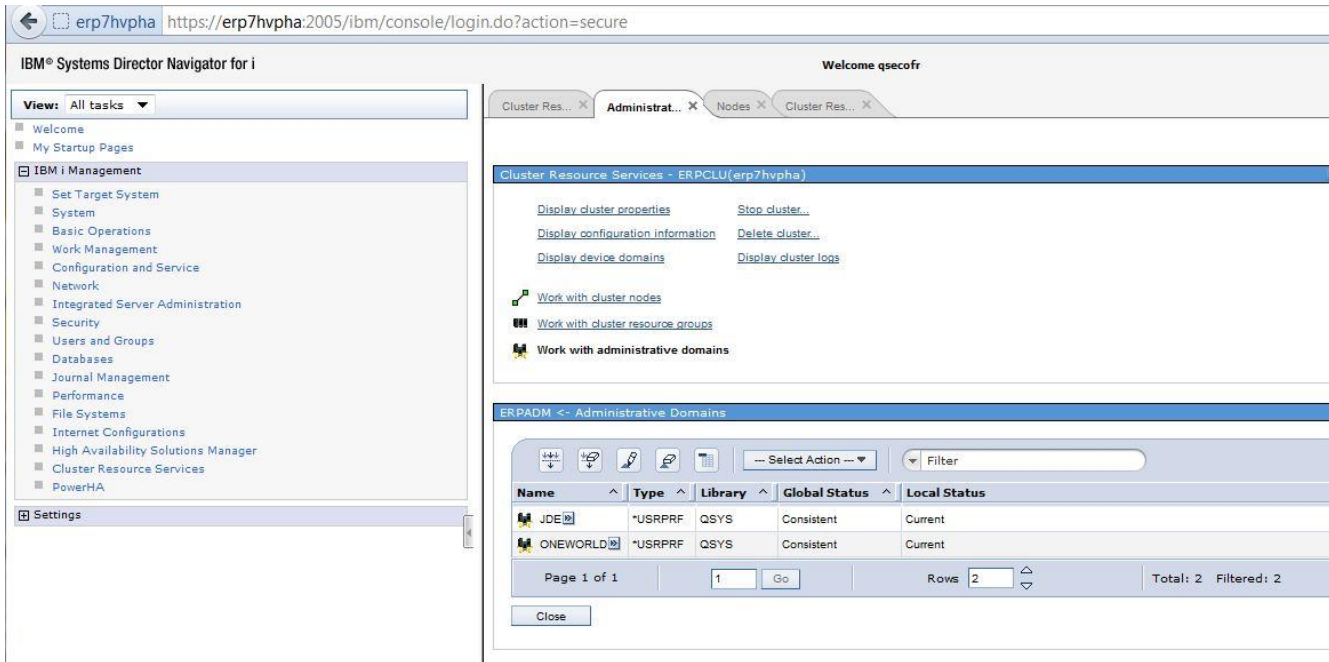 erp7hvpha https://erp7hvpha:2005/ibm/console/login.do?action=secure
IBM® Systems Director Navigator for i
Welcome qsecofr
View: All tasks
Welcome
My Startup Pages
IBM i Management
Set Target System
System
Basic Operations
Work Management
Configuration and Service
Network
Integrated Server Administration
Security
Users and Groups
Databases
Journal Management
Performance
File Systems
Internet Configurations
High Availability Solutions Manager
Cluster Resource Services
PowerHA
Settings
Cluster Res... Administrat... Nodes Cluster Res...
Cluster Resource Services - ERPCLU(erp7hvpha)
Display cluster properties Stop cluster...
Display configuration information Delete cluster...
Display device domains Display cluster logs
Work with cluster nodes
Work with cluster resource groups
Work with administrative domains
ERPADM <- Administrative Domains
--- Select Action --- Filter
Name Type Library Global Status Local Status
JDE *USRPRF QSYS Consistent Current
ONEWORLD *USRPRF QSYS Consistent Current
Page 1 of 1 1 Go Rows 2 Total: 2 Filtered: 2
Close